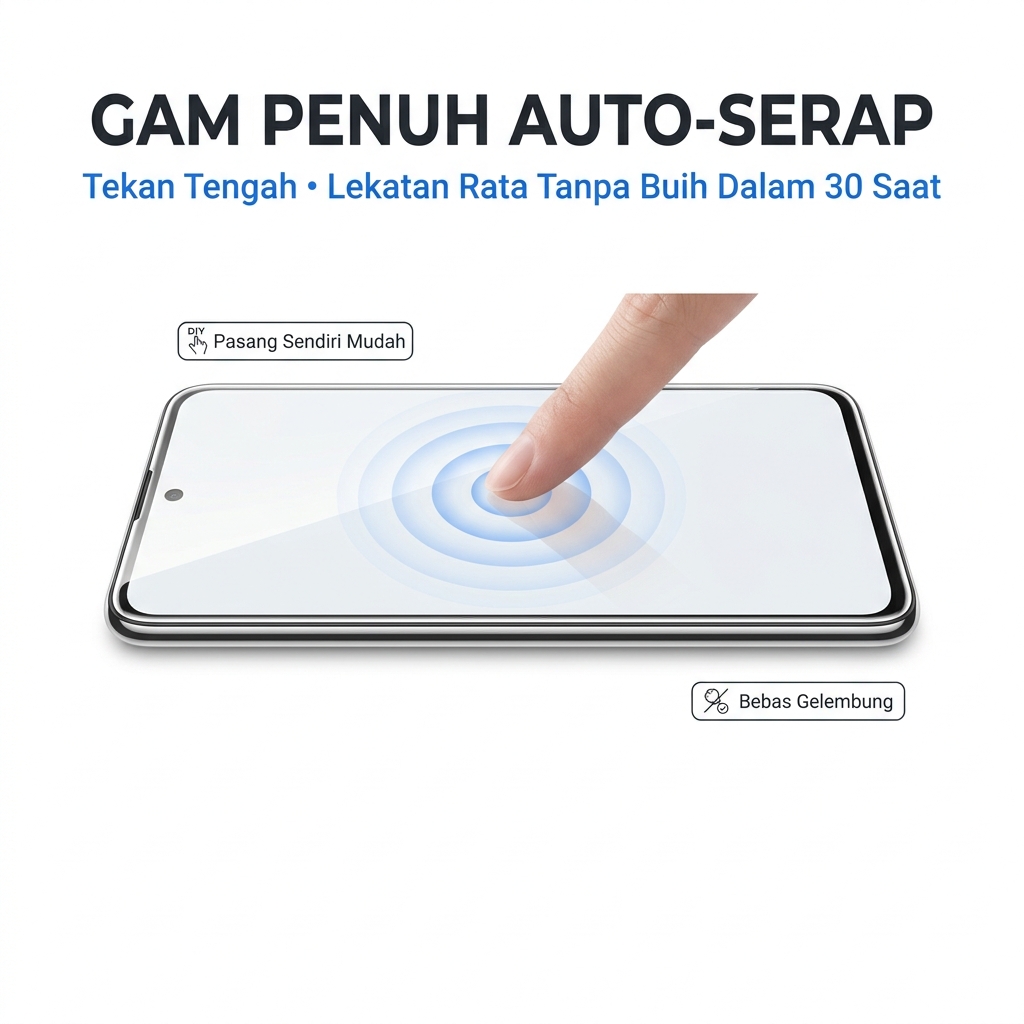 GAM PENUH AUTO-SERAP
Tekan Tengah • Lekatan Rata Tanpa Buih Dalam 30 Saat
DIY
Pasang Sendiri Mudah
Bebas Gelembung